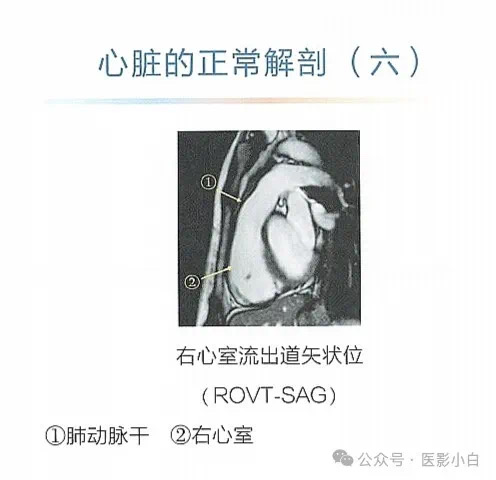 心脏的正常解剖（六）
①
②
右心室流出道矢状位
（ROVT-SAG）
①肺动脉干 ②右心室
公众号·医影小白